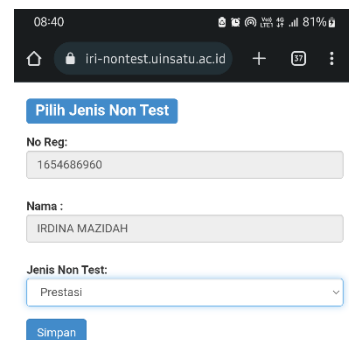 08:40
81%
iri-nontest.uinsatu.ac.id
37
Pilih Jenis Non Test
No Reg:
1654686960
Nama :
IRDINA MAZIDAH
Jenis Non Test:
Prestasi
Simpan